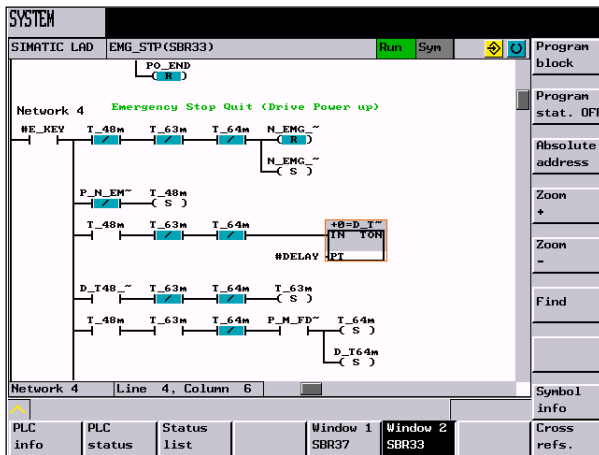 SYSTEM
SIMATIC LAD EMG_STP(SBR33) Run Sym
PO_END
( R )
Network 4 Emergency Stop Quit (Drive Power up)
#E_KEY T_48m T_63m T_64m N_EMG_~
/ / / ( R )
N_EMG_~
( S )
P_N_EM~ T_48m
/ ( S )
T_48m T_63m T_64m +0=D_T~
/ / IN TON
#DELAY PT
D_T48_~ T_63m T_64m T_63m
/ / ( S )
T_48m T_63m T_64m P_M_FD~ T_64m
/ ( S )
D_T64m
( S )
Network 4 Line 4, Column 6
Program
block
Program
stat. OFF
Absolute
address
Zoom
+
Zoom
-
Find
Symbol
info
PLC
info
PLC
status
Status
list
Window 1
SBR37
Window 2
SBR33
Cross
refs.